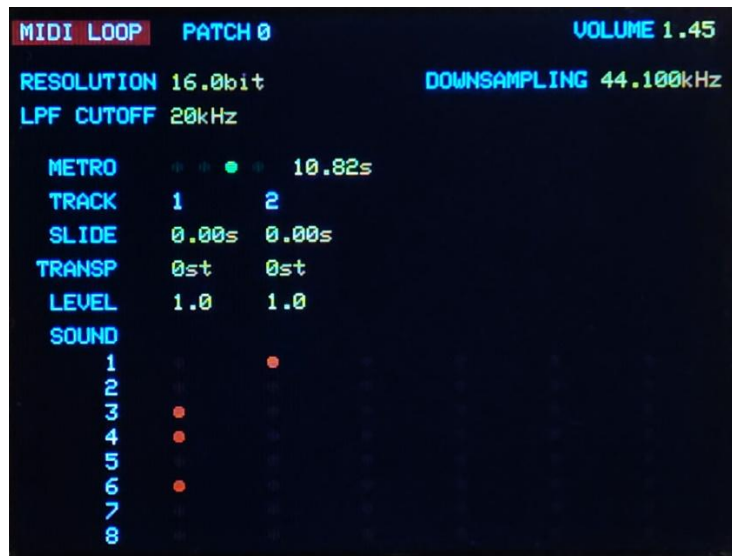 MIDI LOOP PATCH 0 VOLUME 1.45
RESOLUTION 16.0bit DOWNSAMPLING 44.100kHz
LPF CUTOFF 20kHz
METRO 10.82s
TRACK 1 2
SLIDE 0.00s 0.00s
TRANSP 0st 0st
LEVEL 1.0 1.0
SOUND
1
2
3
4
5
6
7
8